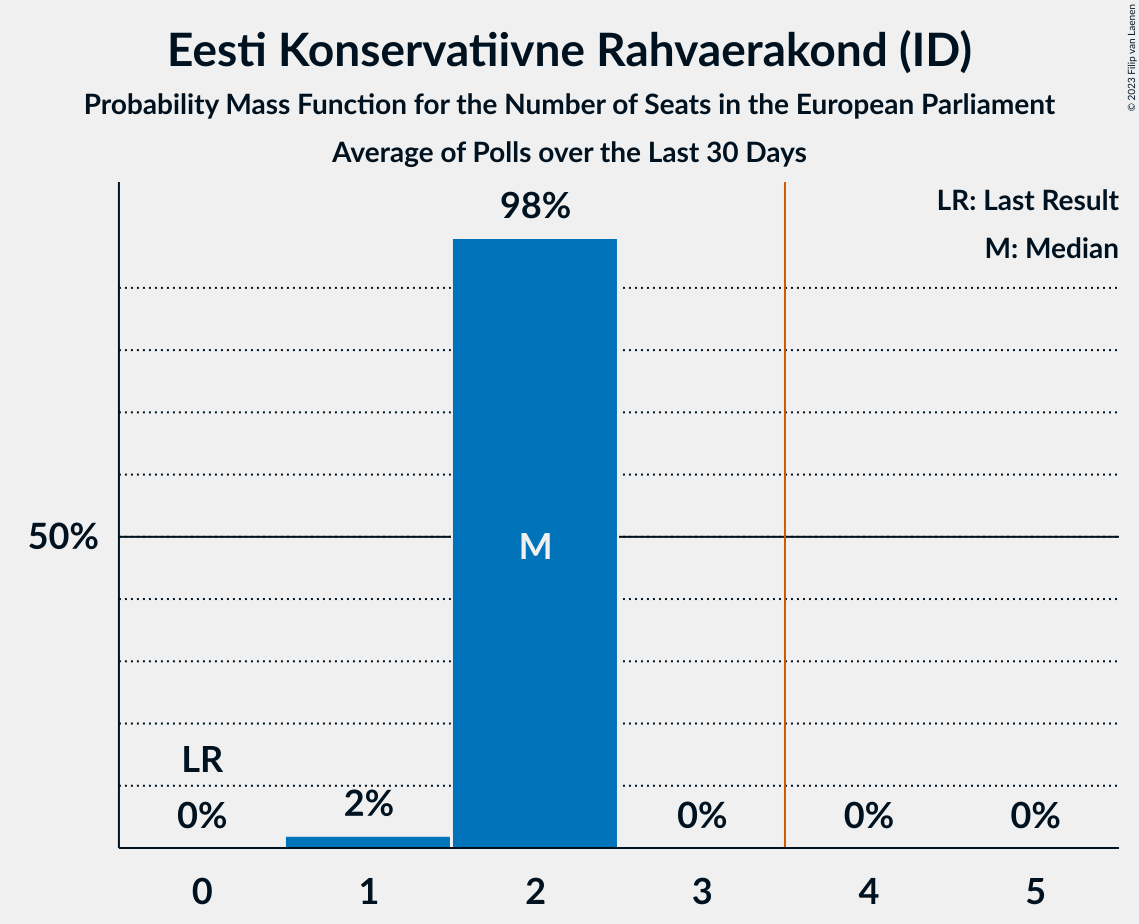 Eesti Konservatiivne Rahvaerakond (ID)
Probability Mass Function for the Number of Seats in the European Parliament
Average of Polls over the Last 30 Days
© 2023 Filip van Laenen
LR: Last Result
M: Median
98%
50%
M
LR
0%
2%
0%
0%
0%
0
1
2
3
4
5